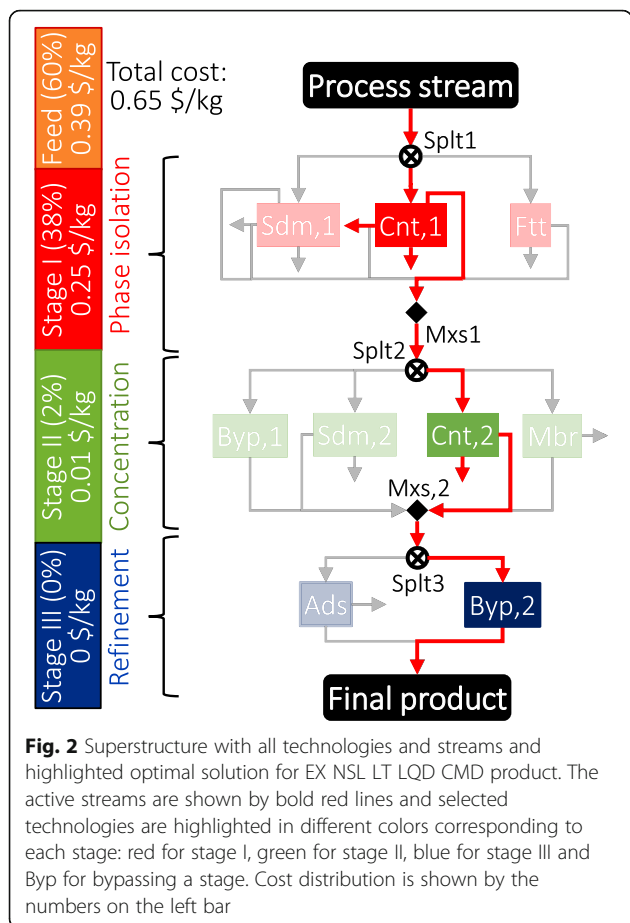 Feed (60%)
0.39 $/kg
Total cost:
0.65 $/kg
Process stream
Splt1
Stage I (38%)
0.25 $/kg
Phase isolation
Sdm,1
Cnt,1
Ftt
Mxs1
Splt2
Stage II (2%)
0.01 $/kg
Concentration
Byp,1
Sdm,2
Cnt,2
Mbr
Mxs,2
Splt3
Stage III (0%)
0 $/kg
Refinement
Ads
Byp,2
Final product
Fig. 2 Superstructure with all technologies and streams and
highlighted optimal solution for EX NSL LT LQD CMD product. The
active streams are shown by bold red lines and selected
technologies are highlighted in different colors corresponding to
each stage: red for stage I, green for stage II, blue for stage III and
Byp for bypassing a stage. Cost distribution is shown by the
numbers on the left bar